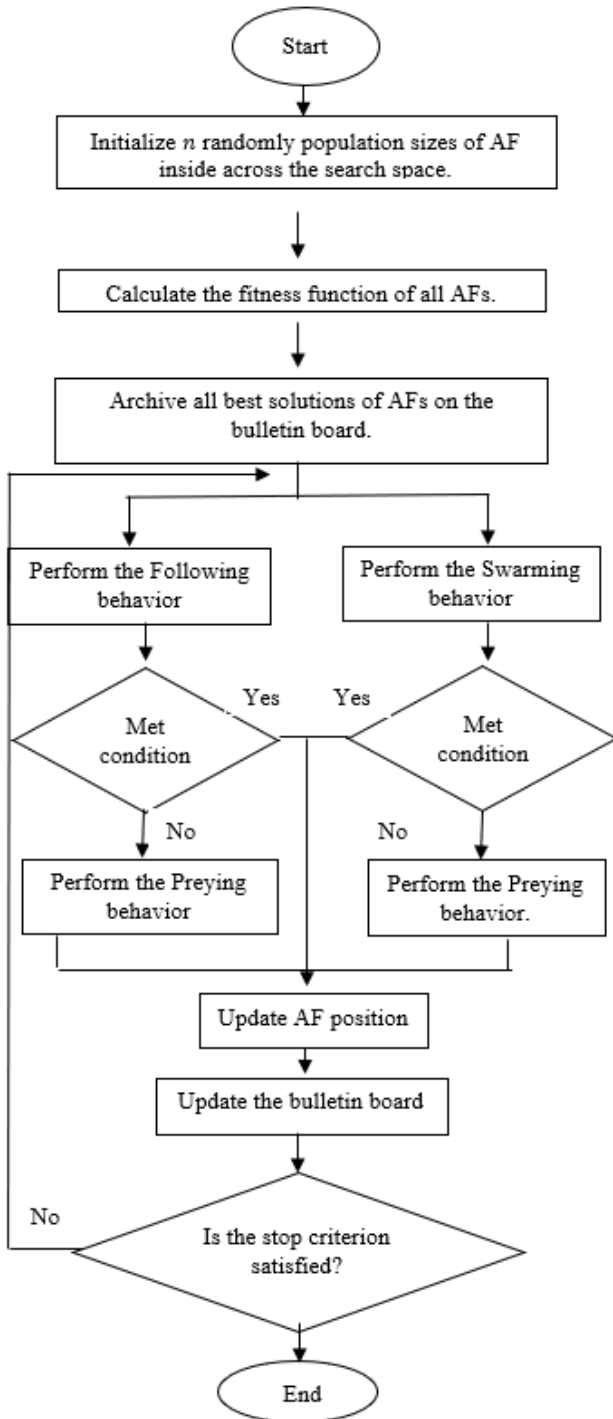 Start
Initialize n randomly population sizes of AF
inside across the search space.
Calculate the fitness function of all AFs.
Archive all best solutions of AFs on the
bulletin board.
Perform the Following
behavior
Perform the Swarming
behavior
Yes
Yes
Met
condition
Met
condition
No
No
Perform the Preying
behavior
Perform the Preying
behavior.
Update AF position
Update the bulletin board
No
Is the stop criterion
satisfied?
End